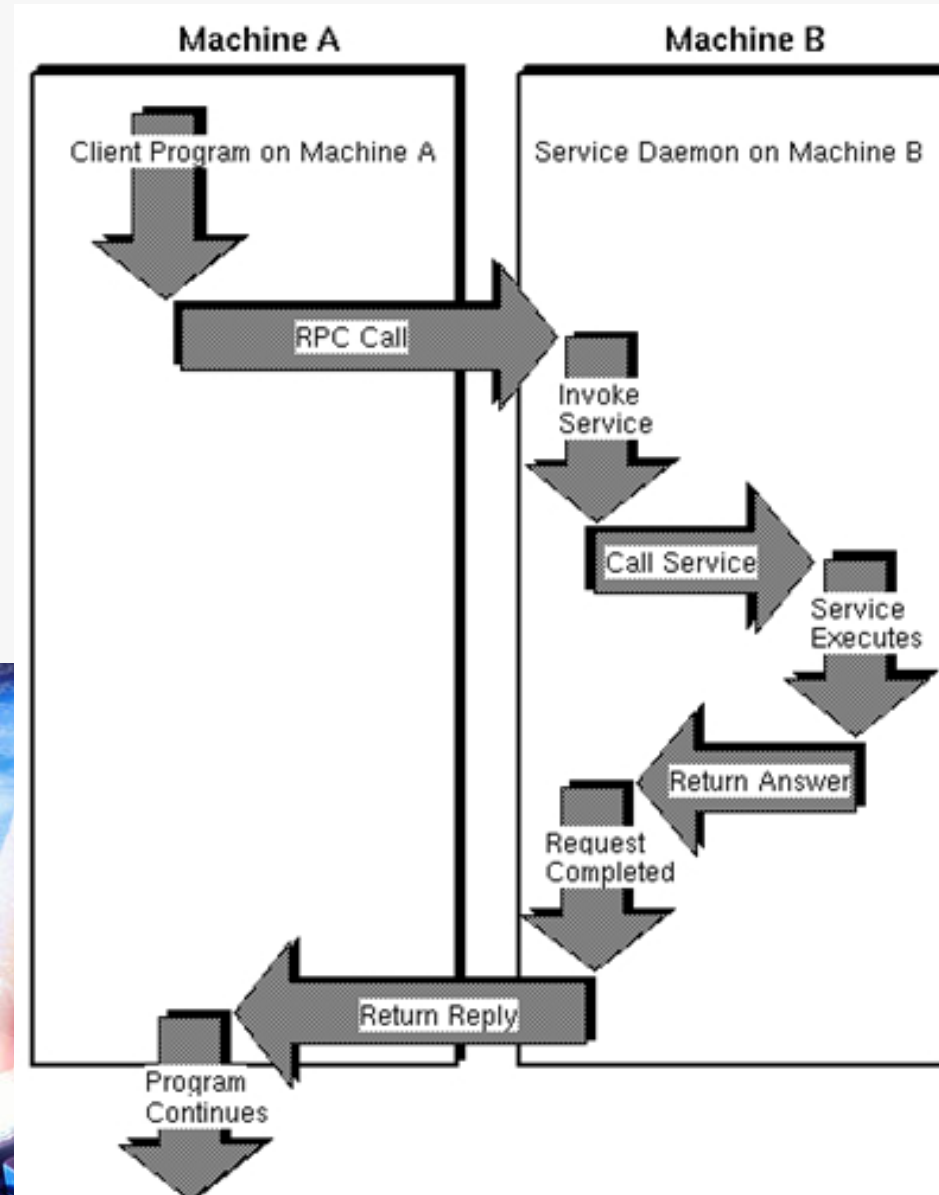 Machine A
Machine B
Client Program on Machine A
Service Daemon on Machine B
RPC Call
Invoke
Service
Call Service
Service
Executes
Return Answer
Request
Completed
Return Reply
Program
Continues